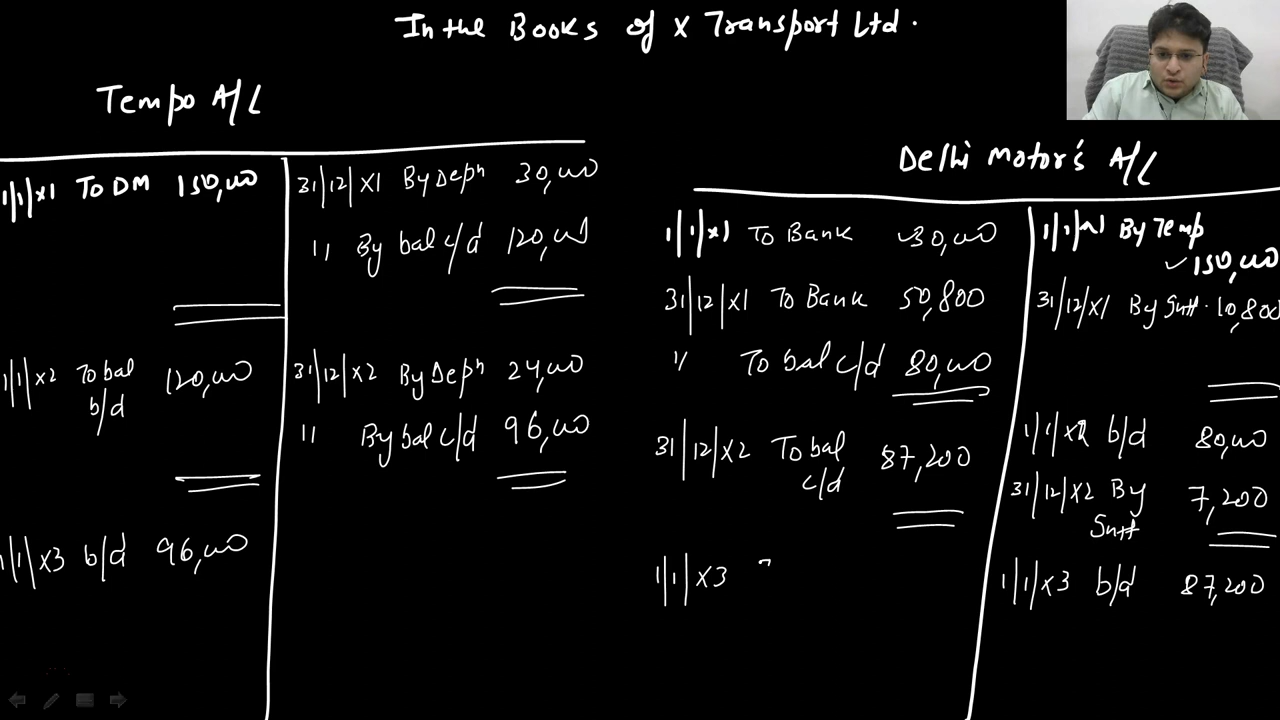 In the Books of X Transport Ltd.
Tempo A/C
1/1/x1 To DM 150,000
31/12/x1 By Depn 30,000
11 By bal c/d 120,000
1/1/x2 To bal b/d 120,000
31/12/x2 By Depn 24,000
11 By bal c/d 96,000
1/1/x3 b/d 96,000
Delhi Motor's A/C
1/1/x1 To Bank 30,000
31/12/x1 To Bank 50,800
11 To bal c/d 80,000
31/12/x2 To bal c/d 87,200
1/1/x3
1/1/x1 By Temp
150,000
31/12/x1 By Intt. 10,800
1/1/x2 b/d 80,000
31/12/x2 By Intt 7,200
1/1/x3 b/d 87,200